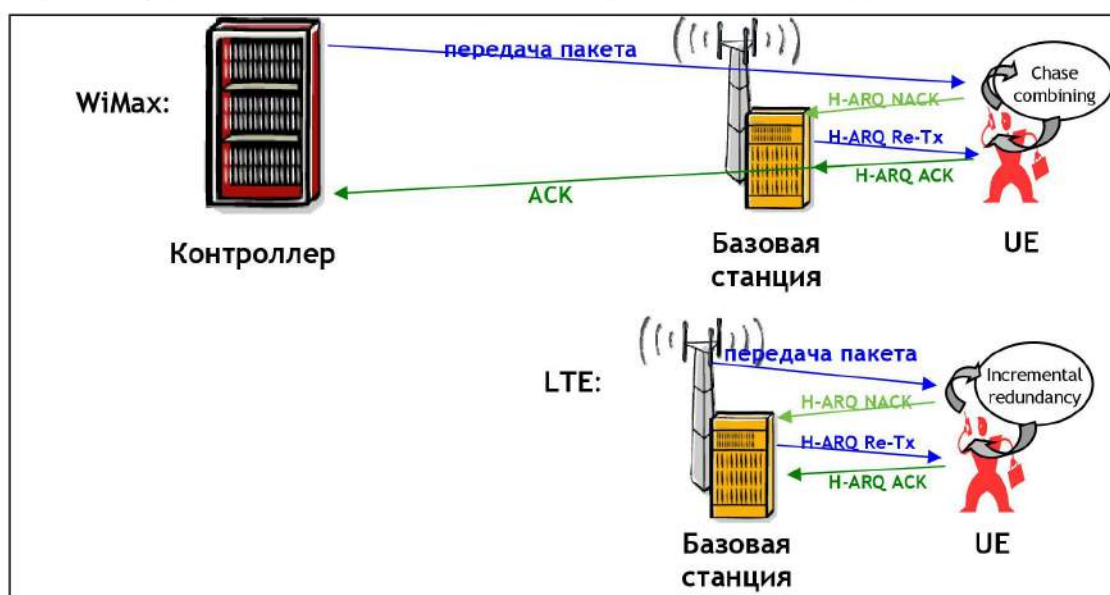 передача пакета
WiMax:
H-ARQ NACK
Chase
combining
H-ARQ Re-Tx
H-ARQ ACK
ACK
Контроллер
Базовая
станция
UE
LTE:
передача пакета
H-ARQ NACK
Incremental
redundancy
H-ARQ Re-Tx
H-ARQ ACK
Базовая
станция
UE